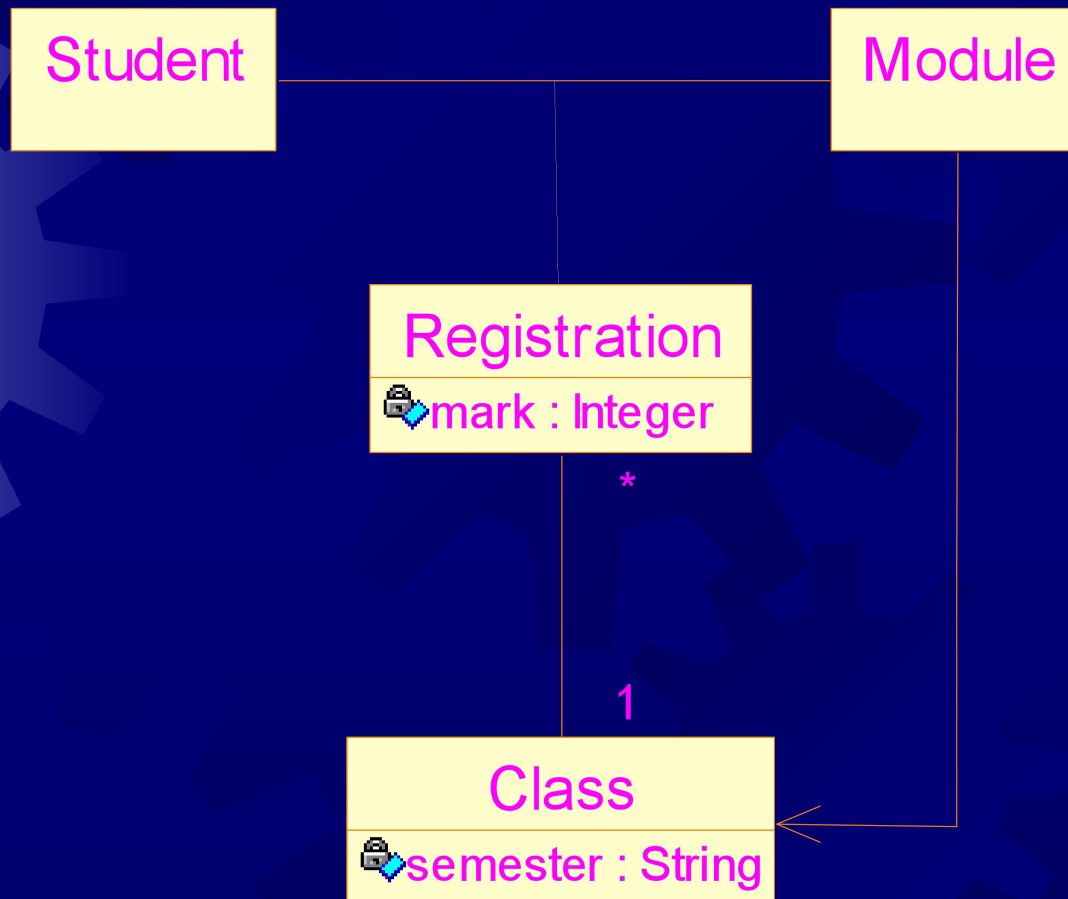 Student
Module
Registration
mark : Integer
*
1
Class
semester : String